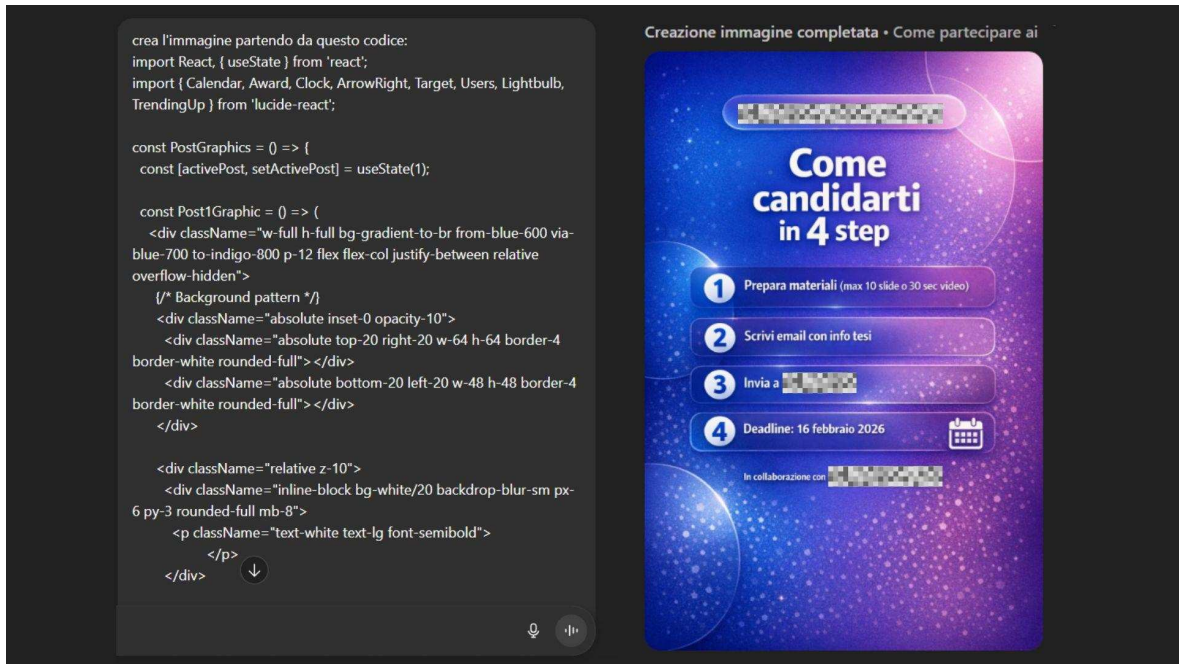 crea l'immagine partendo da questo codice:
import React, { useState } from 'react';
import { Calendar, Award, Clock, ArrowRight, Target, Users, Lightbulb,
TrendingUp } from 'lucide-react';
const PostGraphics = () => {
const [activePost, setActivePost] = useState(1);
const Post1Graphic = () => (
<div className="w-full h-full bg-gradient-to-br from-blue-600 via-
blue-700 to-indigo-800 p-12 flex flex-col justify-between relative
overflow-hidden">
{/* Background pattern */}
<div className="absolute inset-0 opacity-10">
<div className="absolute top-20 right-20 w-64 h-64 border-4
border-white rounded-full"></div>
<div className="absolute bottom-20 left-20 w-48 h-48 border-4
border-white rounded-full"></div>
</div>
<div className="relative z-10">
<div className="inline-block bg-white/20 backdrop-blur-sm px-
6 py-3 rounded-full mb-8">
<p className="text-white text-lg font-semibold">
</p>
</div>
Creazione immagine completata • Come partecipare ai
Come
candidarti
in 4 step
1 Prepara materiali (max 10 slide o 30 sec video)
2 Scrivi email con info tesi
3 Invia a
4 Deadline: 16 febbraio 2026
In collaborazione con